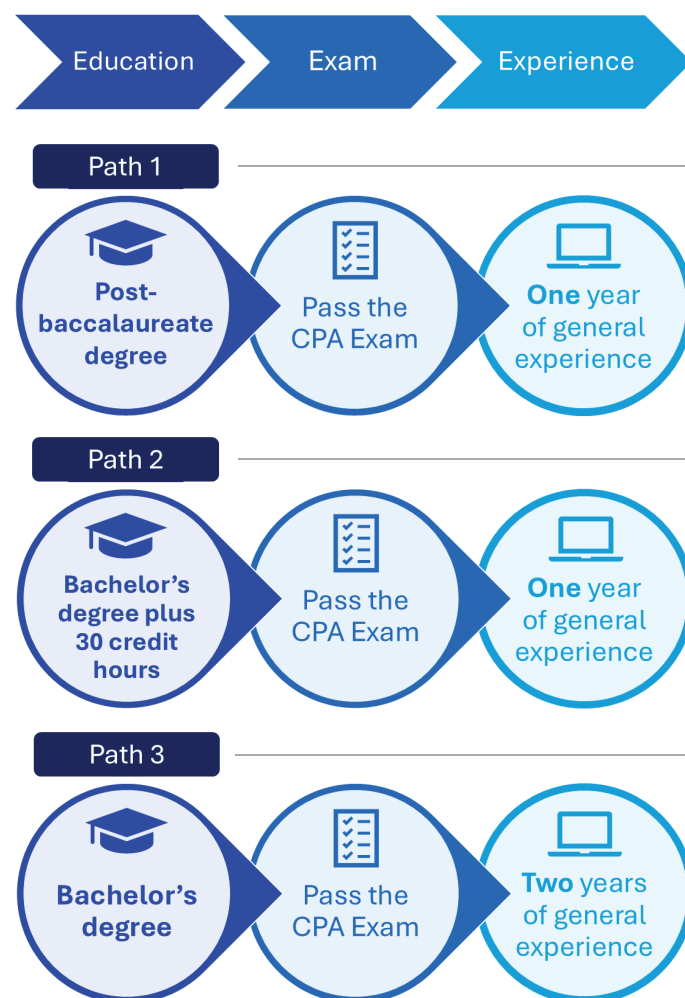 Education
Exam
Experience
Path 1
Post-
baccalaureate
degree
Pass the
CPA Exam
One year
of general
experience
Path 2
Bachelor’s
degree plus
30 credit
hours
Pass the
CPA Exam
One year
of general
experience
Path 3
Bachelor’s
degree
Pass the
CPA Exam
Two years
of general
experience